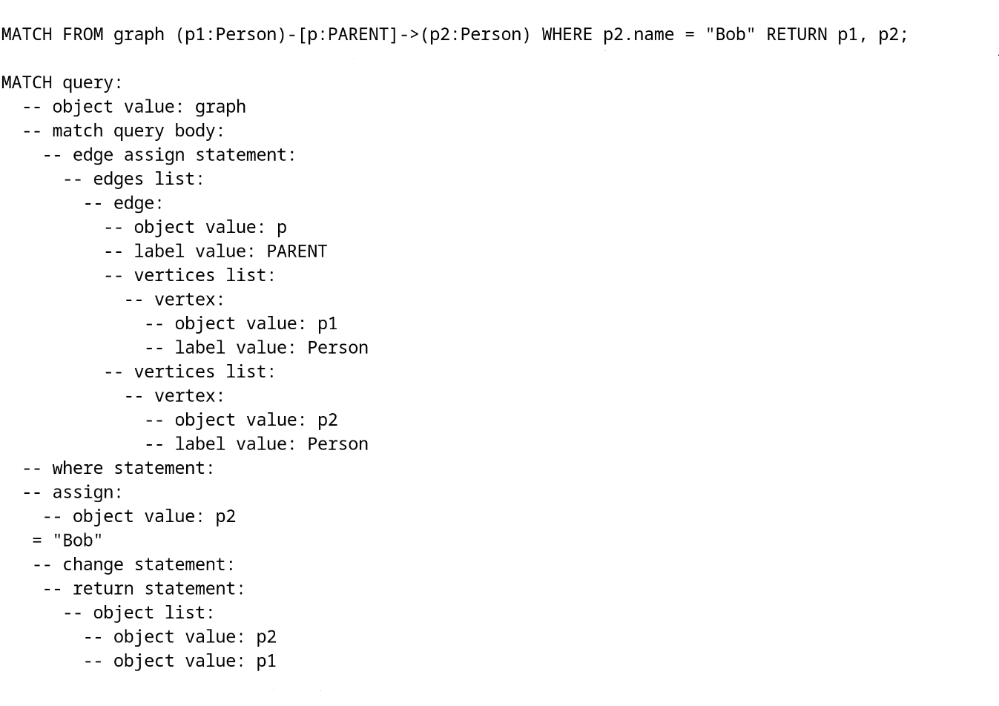 MATCH FROM graph (p1:Person)-[p:PARENT]->(p2:Person) WHERE p2.name = "Bob" RETURN p1, p2;
MATCH query:
-- object value: graph
-- match query body:
-- edge assign statement:
-- edges list:
-- edge:
-- object value: p
-- label value: PARENT
-- vertices list:
-- vertex:
-- object value: p1
-- label value: Person
-- vertices list:
-- vertex:
-- object value: p2
-- label value: Person
-- where statement:
-- assign:
-- object value: p2
= "Bob"
-- change statement:
-- return statement:
-- object list:
-- object value: p2
-- object value: p1